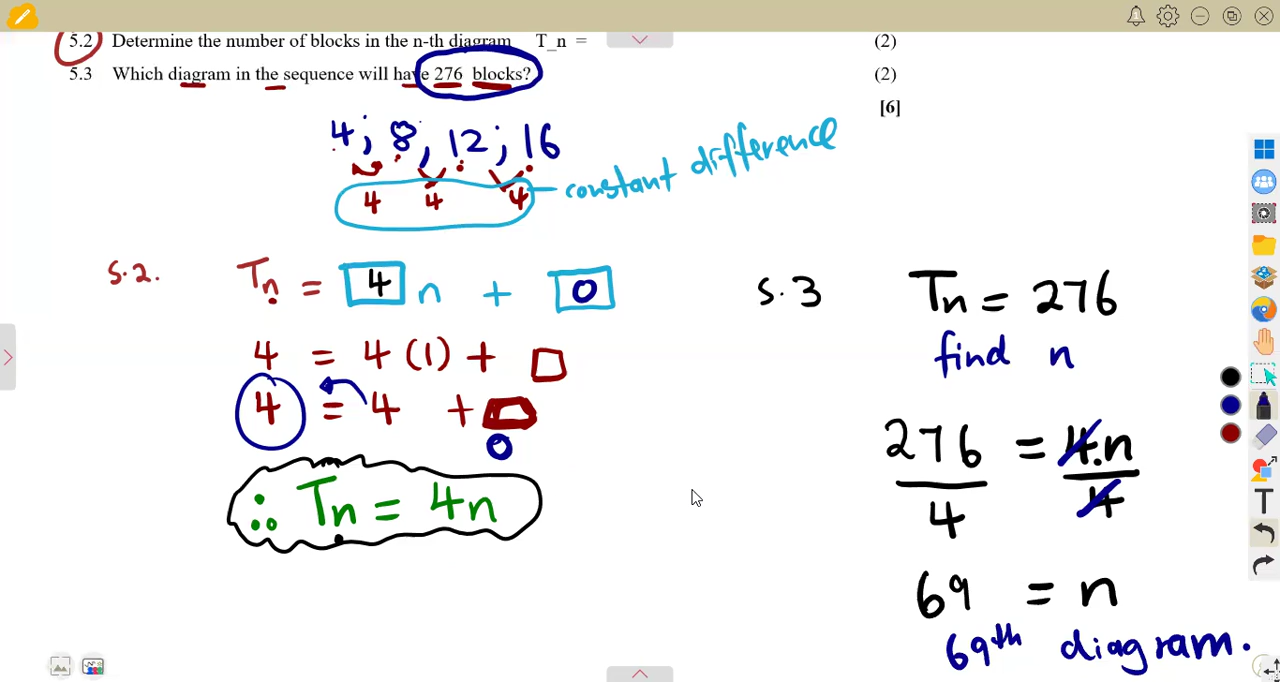 5.2 Determine the number of blocks in the n-th diagram T_n = (2)
5.3 Which diagram in the sequence will have 276 blocks? (2)
[6]
4; 8, 12; 16
4 4 4 constant difference
5.2. Tn = 4 n + 0
4 = 4 (1) + □
4 = 4 + □
0
∴ Tn = 4n
5.3 Tn = 276
find n
276 = 4.n
4 4
69 = n
69th diagram.
T